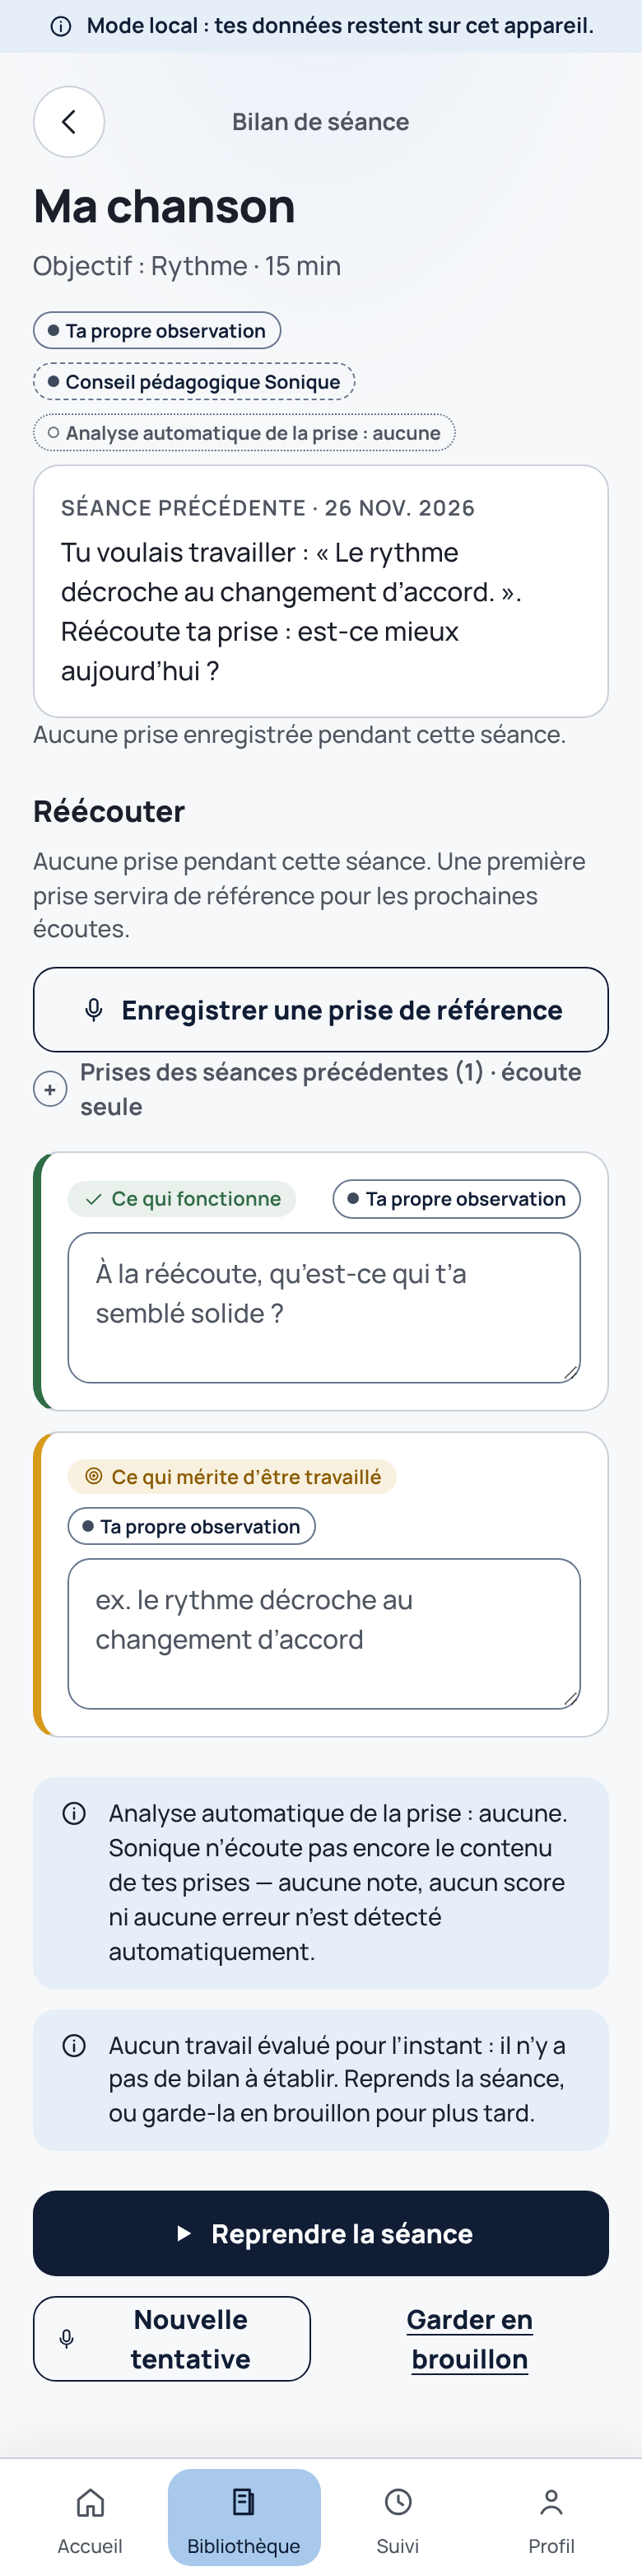 Mode local : tes données restent sur cet appareil.
Bilan de séance
Ma chanson
Objectif : Rythme · 15 min
Ta propre observation
Conseil pédagogique Sonique
Analyse automatique de la prise : aucune
SÉANCE PRÉCÉDENTE · 26 NOV. 2026
Tu voulais travailler : « Le rythme
décroche au changement d’accord. ».
Réécoute ta prise : est-ce mieux
aujourd’hui ?
Aucune prise enregistrée pendant cette séance.
Réécouter
Aucune prise pendant cette séance. Une première
prise servira de référence pour les prochaines
écoutes.
Enregistrer une prise de référence
Prises des séances précédentes (1) · écoute
seule
Ce qui fonctionne
Ta propre observation
À la réécoute, qu’est-ce qui t’a
semblé solide ?
Ce qui mérite d’être travaillé
Ta propre observation
ex. le rythme décroche au
changement d’accord
Analyse automatique de la prise : aucune.
Sonique n’écoute pas encore le contenu
de tes prises — aucune note, aucun score
ni aucune erreur n’est détecté
automatiquement.
Aucun travail évalué pour l’instant : il n’y a
pas de bilan à établir. Reprends la séance,
ou garde-la en brouillon pour plus tard.
Reprendre la séance
Nouvelle
tentative
Garder en
brouillon
Accueil
Bibliothèque
Suivi
Profil